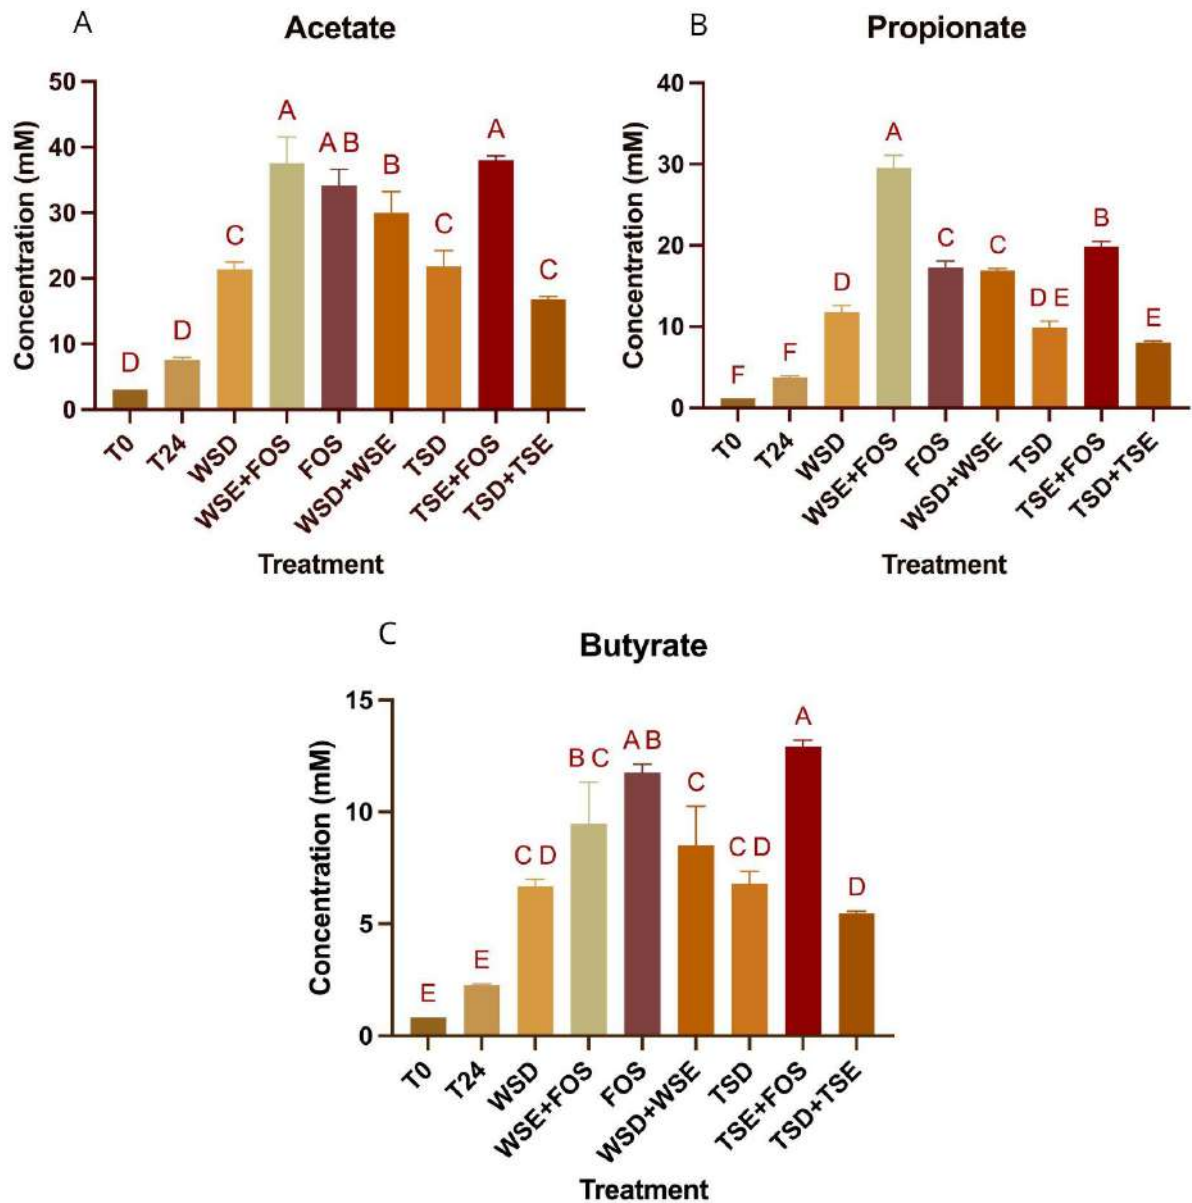 A
Acetate
Concentration (mM)
50
40
30
20
10
0
D
D
C
A
A B
B
C
A
C
T0
T24
WSD
WSE+FOS
FOS
WSD+WSE
TSD
TSE+FOS
TSD+TSE
Treatment
B
Propionate
Concentration (mM)
40
30
20
10
0
F
F
D
A
C
C
D E
B
E
T0
T24
WSD
WSE+FOS
FOS
WSD+WSE
TSD
TSE+FOS
TSD+TSE
Treatment
C
Butyrate
Concentration (mM)
15
10
5
0
E
E
C D
B C
A B
C
C D
A
D
T0
T24
WSD
WSE+FOS
FOS
WSD+WSE
TSD
TSE+FOS
TSD+TSE
Treatment